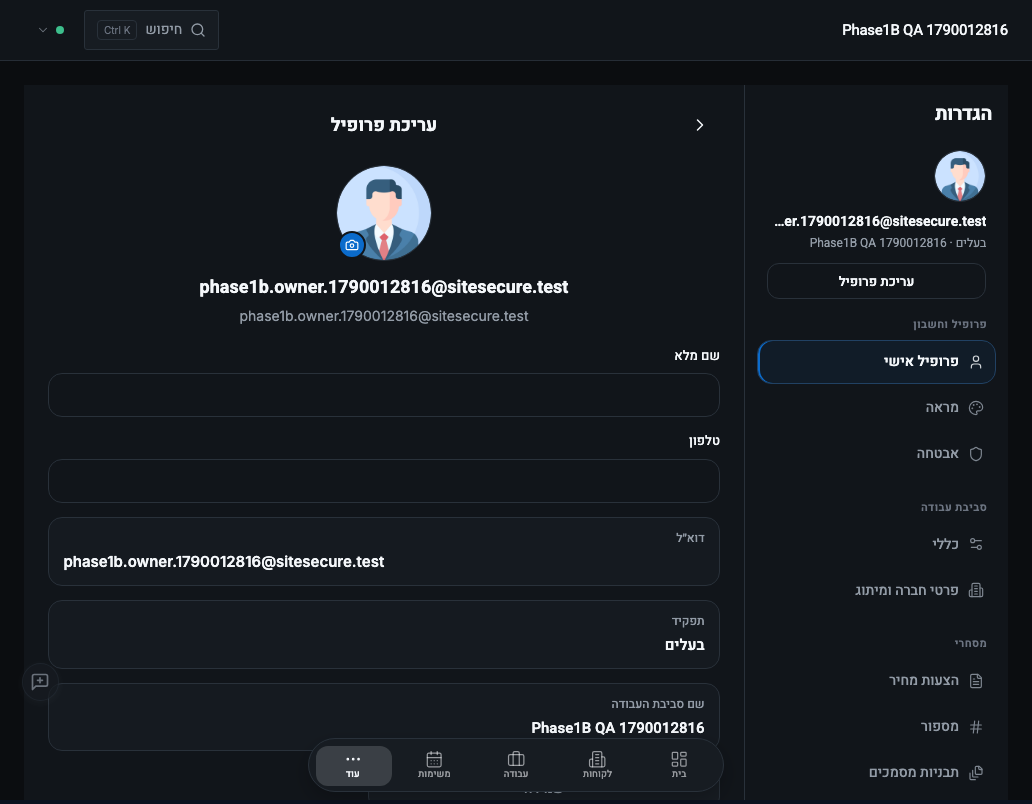 Phase1B QA 1790012816
חיפוש
Ctrl K
הגדרות
…er.1790012816@sitesecure.test
בעלים · Phase1B QA 1790012816
עריכת פרופיל
פרופיל וחשבון
פרופיל אישי
מראה
אבטחה
סביבת עבודה
כללי
פרטי חברה ומיתוג
מסחרי
הצעות מחיר
מספור
תבניות מסמכים
עריכת פרופיל
phase1b.owner.1790012816@sitesecure.test
phase1b.owner.1790012816@sitesecure.test
שם מלא
טלפון
דוא״ל
phase1b.owner.1790012816@sitesecure.test
תפקיד
בעלים
שם סביבת העבודה
Phase1B QA 1790012816
בית
לקוחות
עבודה
משימות
עוד